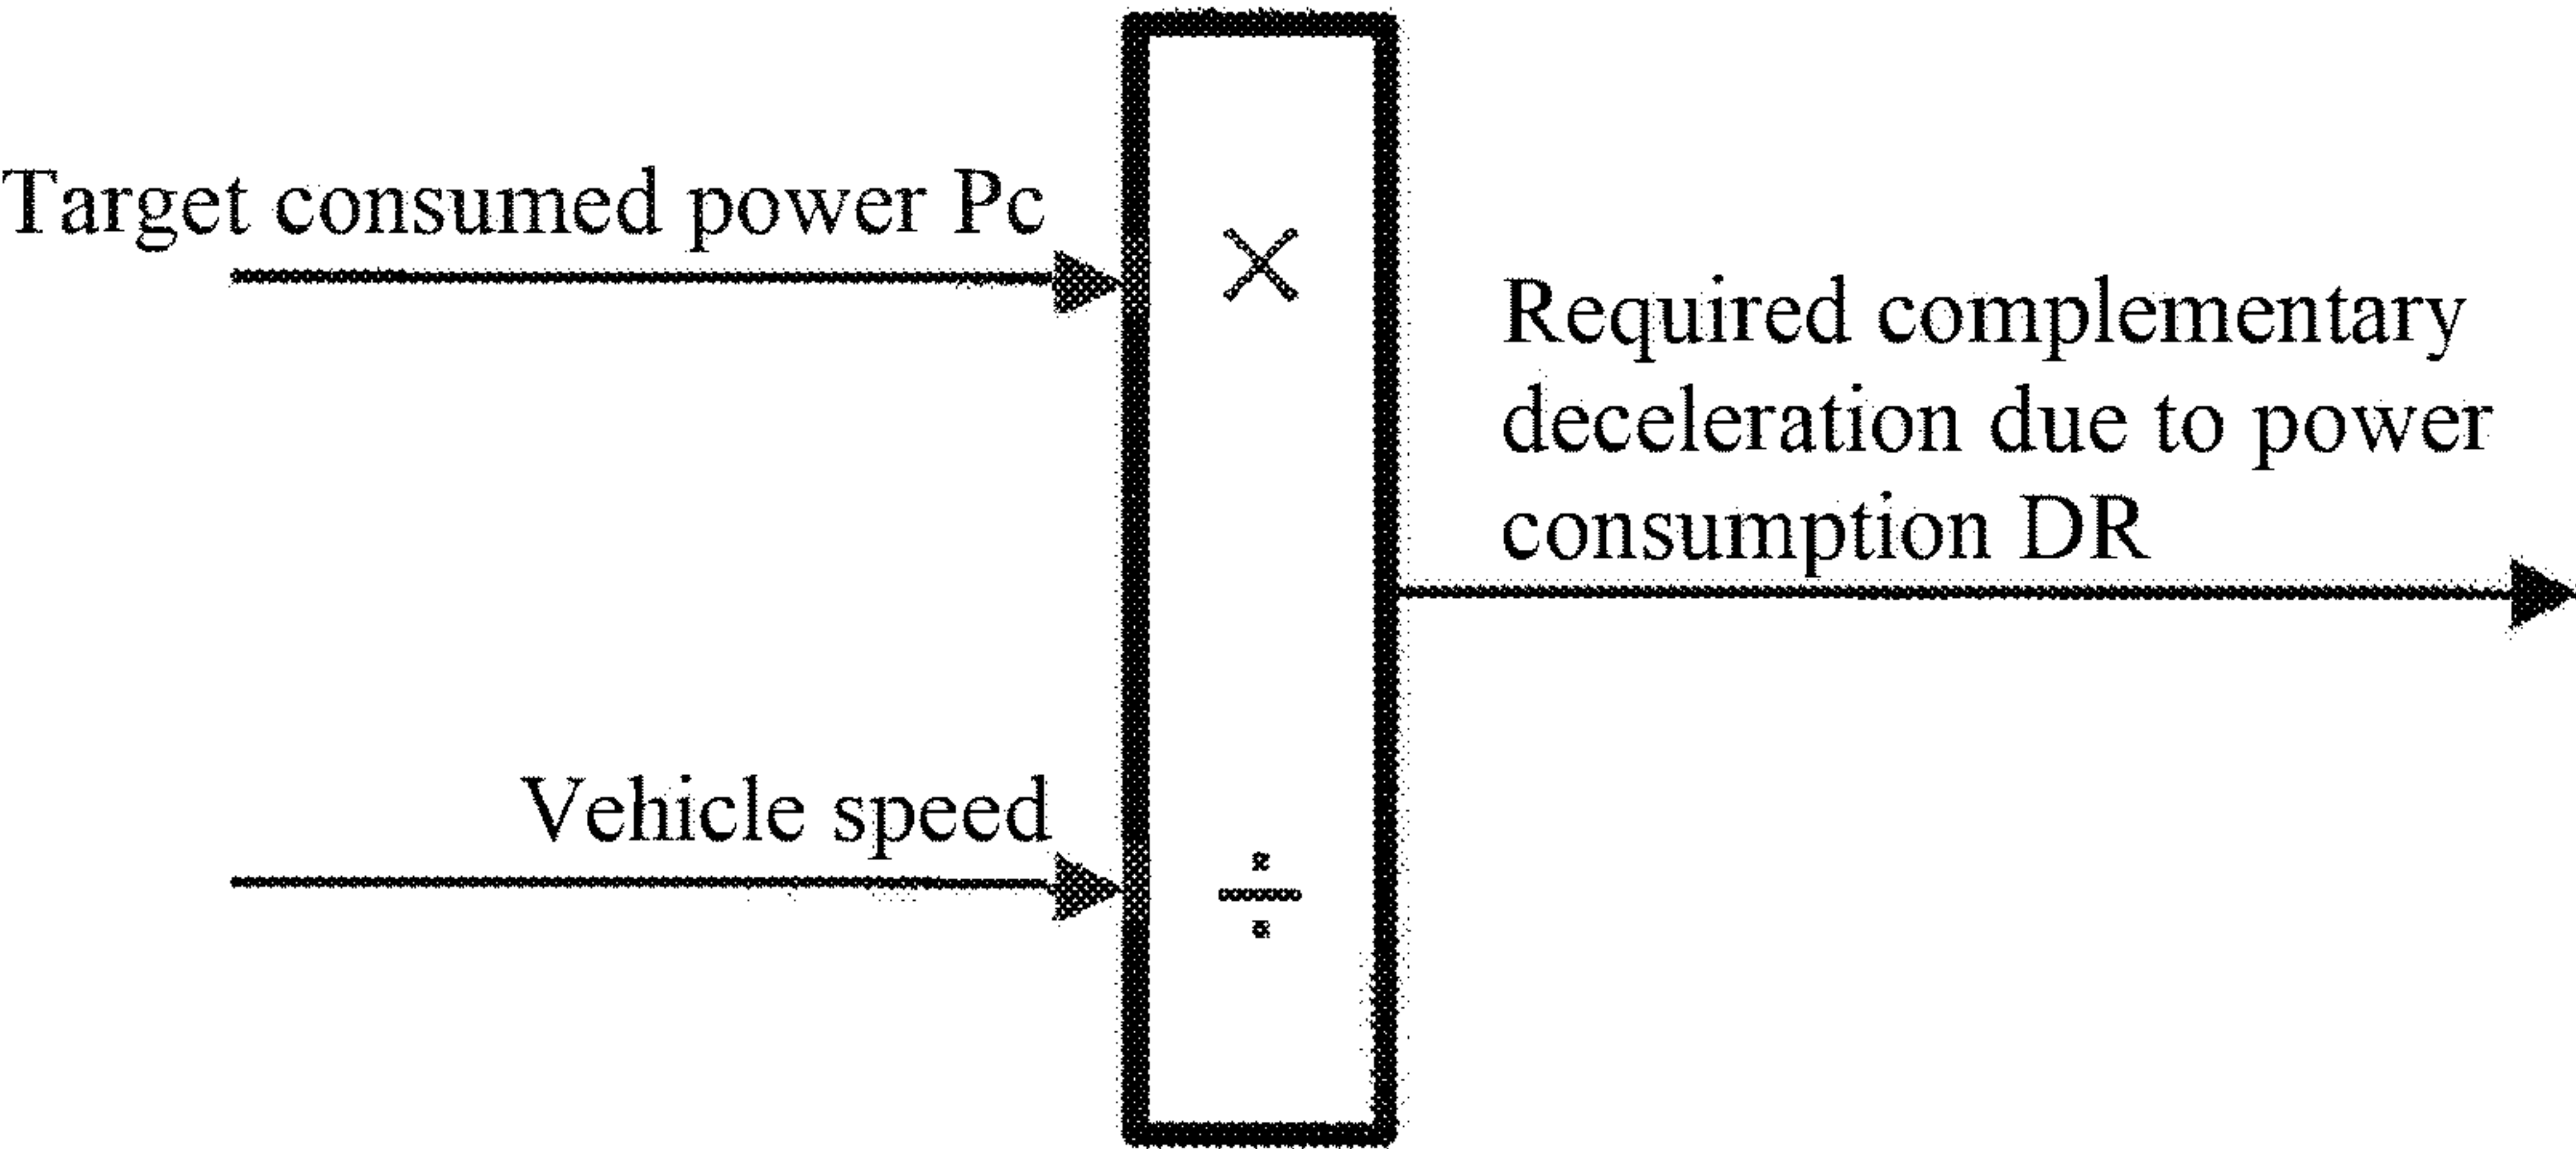 Target consumed power Pc
×
Required complementary
deceleration due to power
consumption DR
Vehicle speed
÷